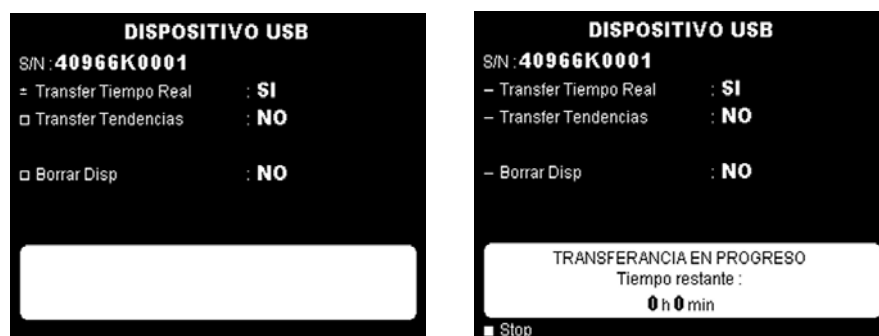 DISPOSITIVO USB
S/N : 40966K0001
± Transfer Tiempo Real : SI
Transfer Tendencias : NO
Borrar Disp : NO
DISPOSITIVO USB
S/N : 40966K0001
– Transfer Tiempo Real : SI
– Transfer Tendencias : NO
– Borrar Disp : NO
TRANSFERANCIA EN PROGRESO
Tiempo restante :
0 h 0 min
Stop